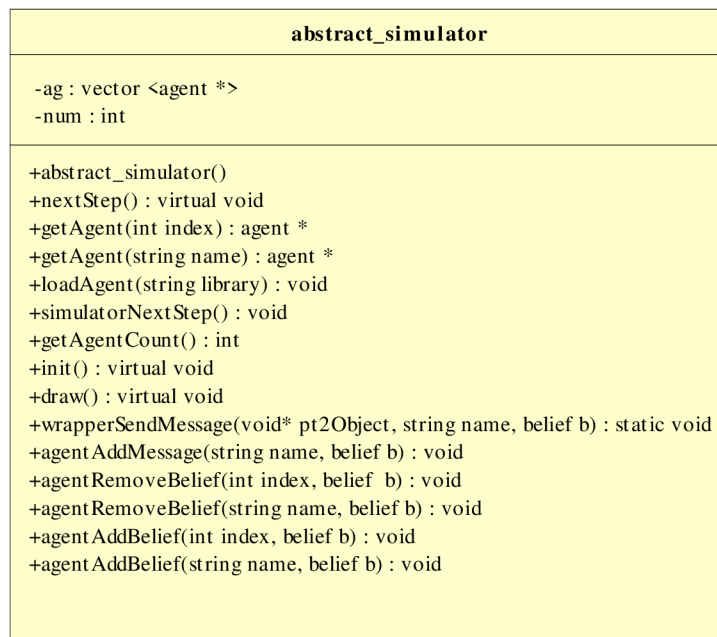 abstract_simulator
-ag : vector <agent *>
-num : int
+abstract_simulator()
+nextStep() : virtual void
+getAgent(int index) : agent *
+getAgent(string name) : agent *
+loadAgent(string library) : void
+simulatorNextStep() : void
+getAgentCount() : int
+init() : virtual void
+draw() : virtual void
+wrapperSendMessage(void* pt2Object, string name, belief b) : static void
+agentAddMessage(string name, belief b) : void
+agentRemoveBelief(int index, belief b) : void
+agentRemoveBelief(string name, belief b) : void
+agentAddBelief(int index, belief b) : void
+agentAddBelief(string name, belief b) : void